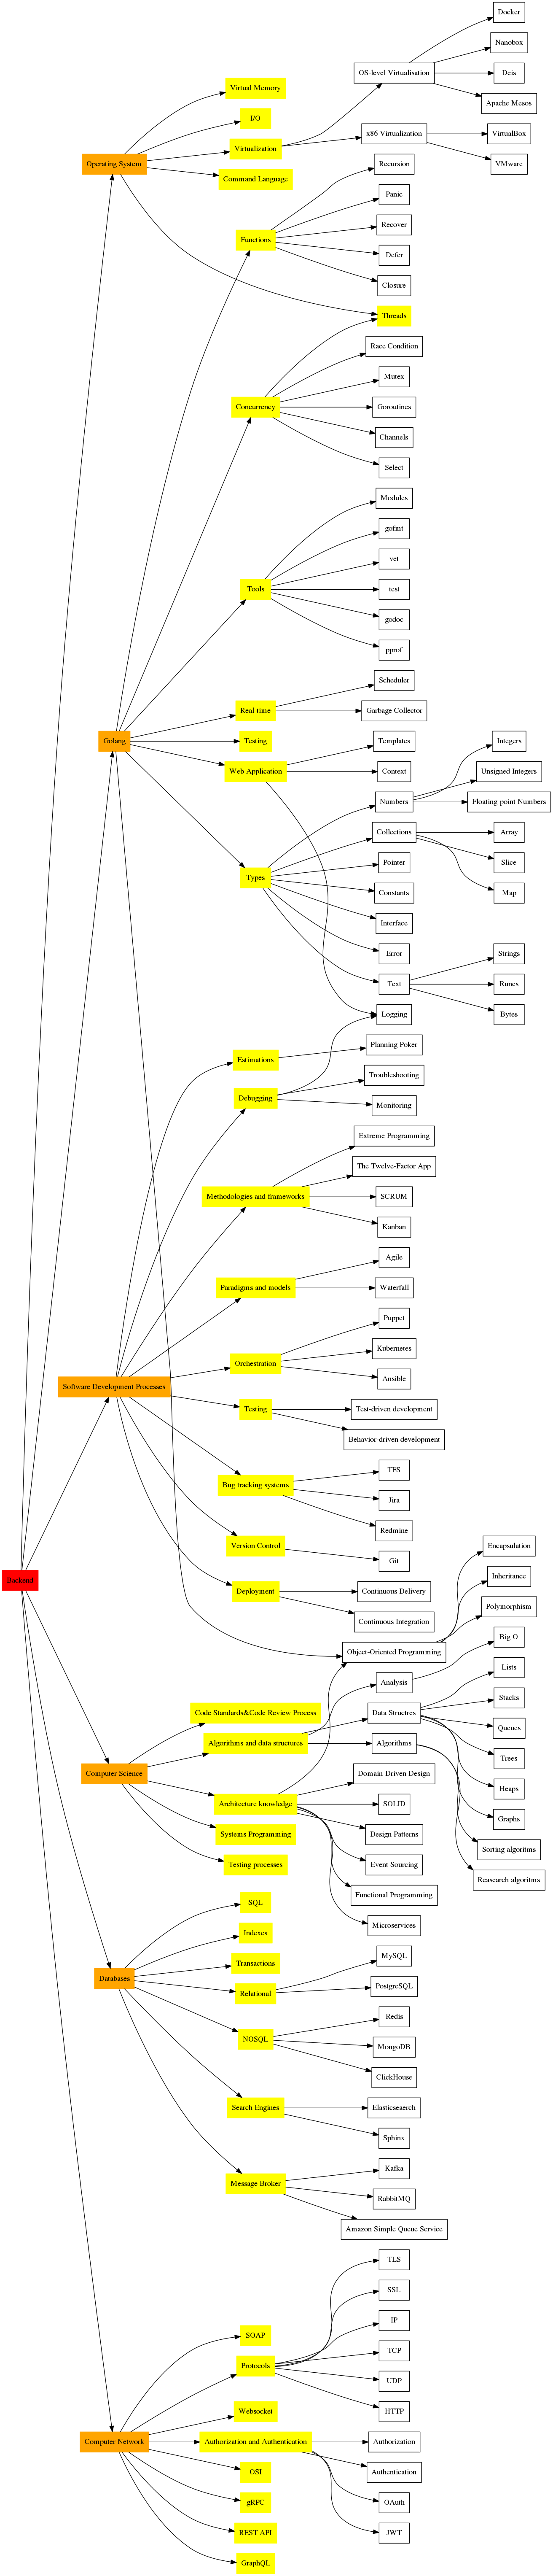 Docker
Nanobox
OS-level Virtualisation
Deis
Virtual Memory
Apache Mesos
I/O
x86 Virtualization
VirtualBox
Virtualization
Operating System
VMware
Recursion
Command Language
Panic
Recover
Functions
Defer
Closure
Threads
Race Condition
Mutex
Concurrency
Goroutines
Channels
Select
Modules
gofmt
vet
Tools
test
godoc
pprof
Scheduler
Real-time
Garbage Collector
Golang
Testing
Templates
Integers
Web Application
Context
Unsigned Integers
Numbers
Floating-point Numbers
Collections
Array
Pointer
Slice
Types
Constants
Map
Interface
Error
Strings
Text
Runes
Logging
Bytes
Planning Poker
Estimations
Troubleshooting
Debugging
Monitoring
Extreme Programming
The Twelve-Factor App
Methodologies and frameworks
SCRUM
Kanban
Agile
Paradigms and models
Waterfall
Puppet
Kubernetes
Orchestration
Ansible
Software Development Processes
Testing
Test-driven development
Behavior-driven development
TFS
Bug tracking systems
Jira
Redmine
Version Control
Encapsulation
Git
Backend
Inheritance
Deployment
Continuous Delivery
Polymorphism
Continuous Integration
Big O
Object-Oriented Programming
Lists
Analysis
Stacks
Code Standards&Code Review Process
Data Structres
Queues
Algorithms and data structures
Algorithms
Trees
Computer Science
Domain-Driven Design
Heaps
Architecture knowledge
SOLID
Graphs
Systems Programming
Design Patterns
Sorting algoritms
Testing processes
Event Sourcing
Reasearch algoritms
Functional Programming
SQL
Microservices
Indexes
MySQL
Transactions
Databases
PostgreSQL
Relational
Redis
NOSQL
MongoDB
ClickHouse
Search Engines
Elasticseaerch
Sphinx
Kafka
Message Broker
RabbitMQ
Amazon Simple Queue Service
TLS
SSL
IP
SOAP
TCP
Protocols
UDP
Websocket
HTTP
Computer Network
Authorization and Authentication
Authorization
OSI
Authentication
gRPC
OAuth
REST API
JWT
GraphQL